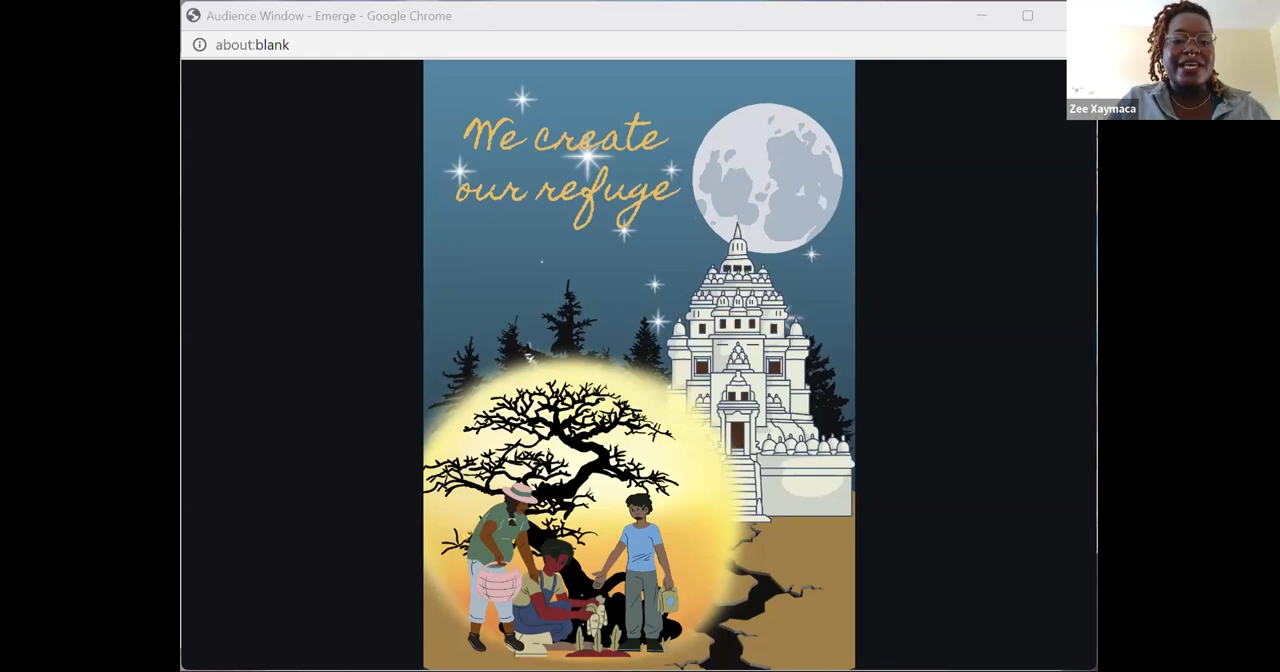 Audience Window - Emerge - Google Chrome
about:blank
Zee Xaymaca
We create
our refuge